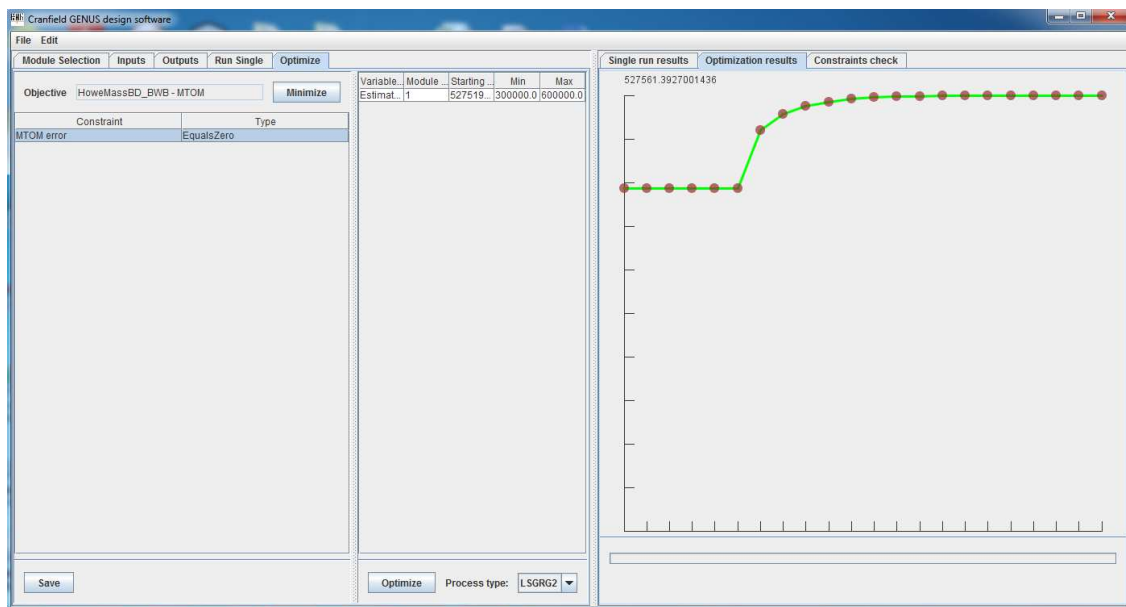 Cranfield GENUS design software
File Edit
Module Selection Inputs Outputs Run Single Optimize
Objective HoweMassBD_BWB - MTOM Minimize
Constraint Type
MTOM error EqualsZero
Save
Variable... Module ... Starting ... Min Max
Estimat... 1 527519... 300000.0 600000.0
Optimize Process type: LSGRG2
Single run results Optimization results Constraints check
527561.3927001436